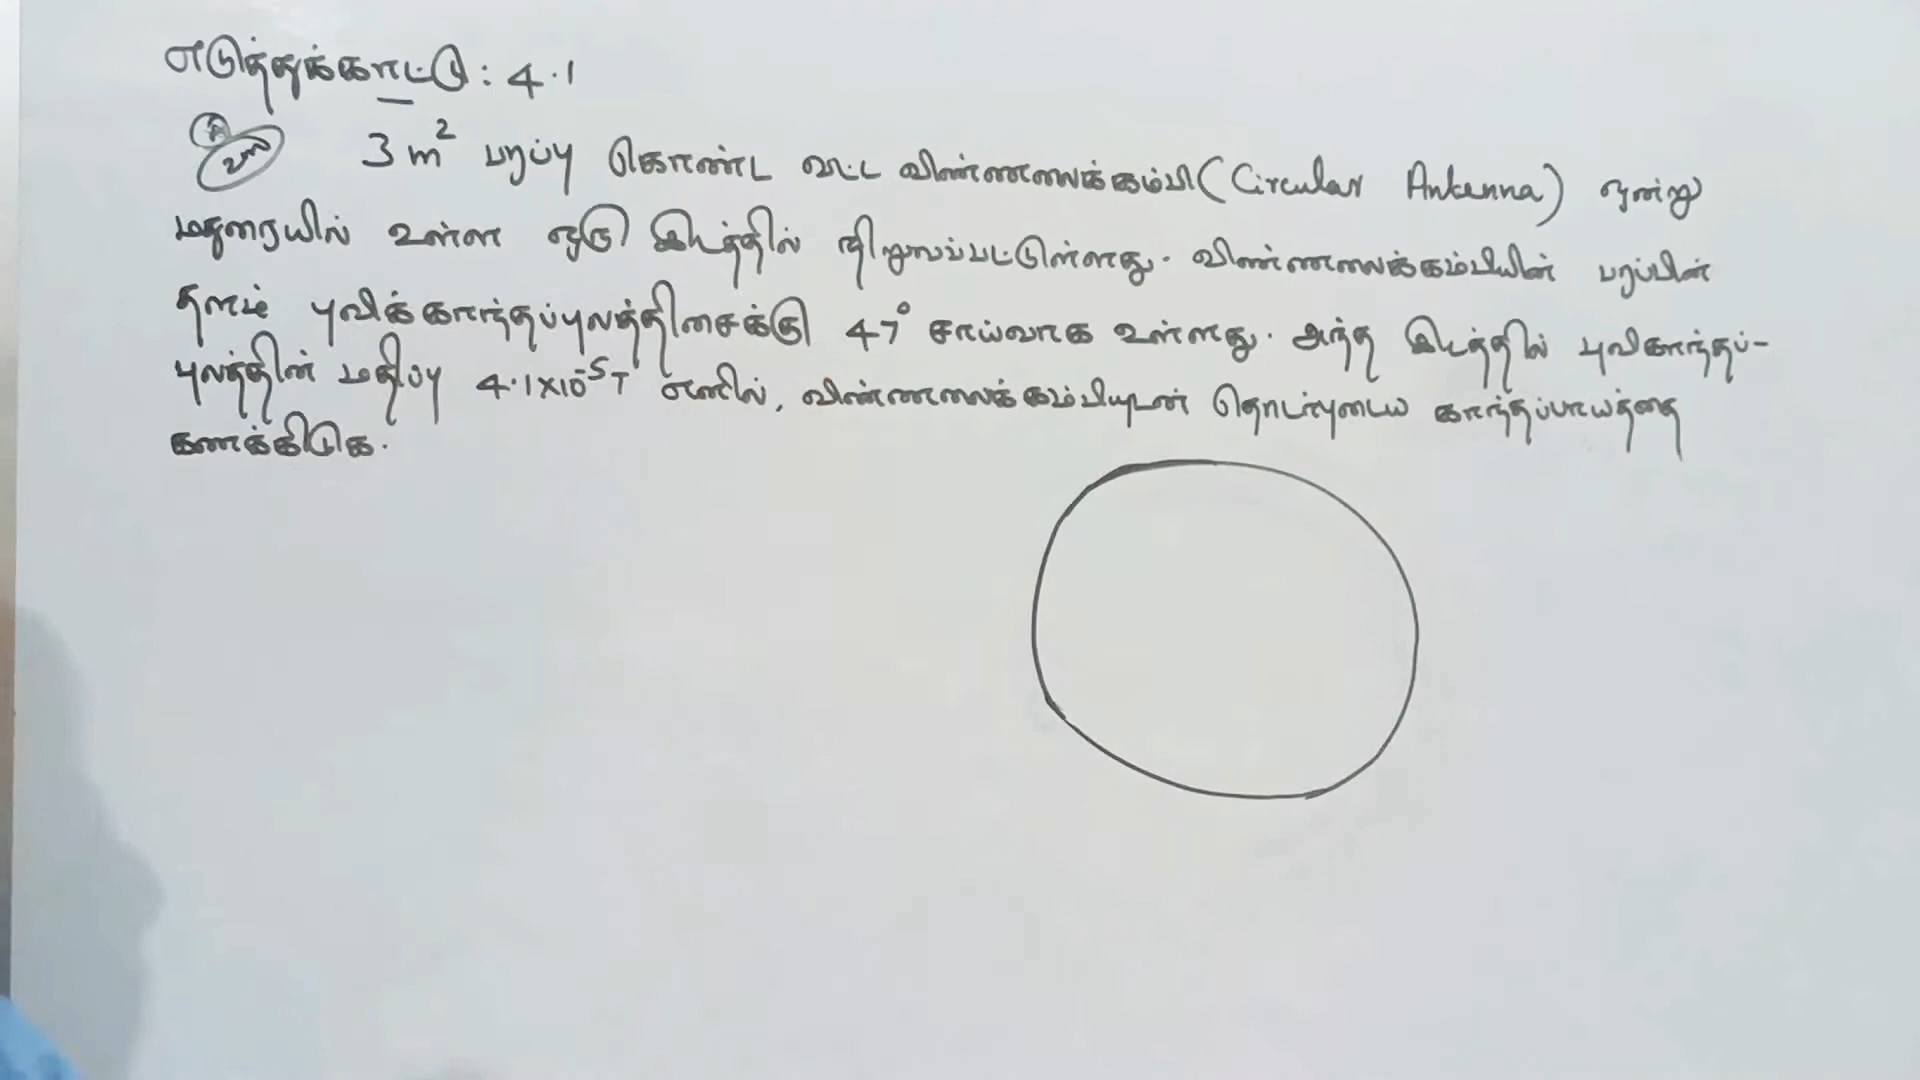 எடுத்துக்காட்டு : 4.1
3 m² பரப்பு கொண்ட வட்ட விண்ணலைக்கம்பி (Circular Antenna) ஒன்று
மதுரையில் உள்ள ஒரு இடத்தில் நிறுவப்பட்டுள்ளது. விண்ணலைக்கம்பியின் பரப்பின்
தளம் புவிக்காந்தப்புலத்திசைக்கு 47° சாய்வாக உள்ளது. அந்த இடத்தில் புவிகாந்தப்-
புலத்தின் மதிப்பு 4.1x10⁻⁵T எனில், விண்ணலைக்கம்பியுடன் தொடர்புடைய காந்தப்பாயத்தை
கணக்கிடுக.